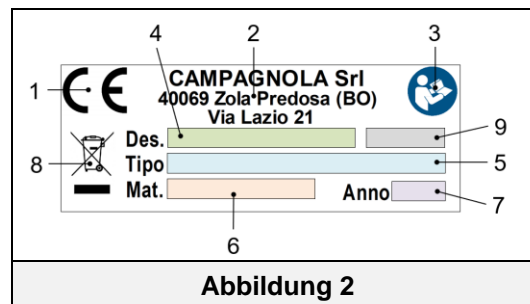 4 2 3
1 CE CAMPAGNOLA Srl
40069 Zola Predosa (BO)
Via Lazio 21
Des. 9
8 Tipo 5
Mat. Anno 7
6
Abbildung 2